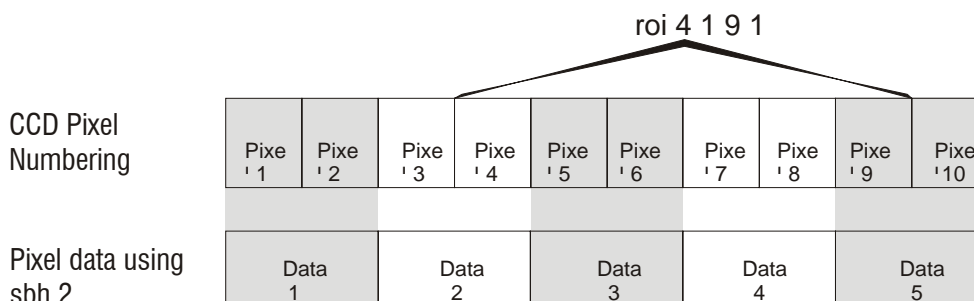 roi 4 1 9 1
CCD Pixel
Numbering
Pixe
l 1
Pixe
l 2
Pixe
l 3
Pixe
l 4
Pixe
l 5
Pixe
l 6
Pixe
l 7
Pixe
l 8
Pixe
l 9
Pixe
l 10
Pixel data using
sbh 2
Data
1
Data
2
Data
3
Data
4
Data
5